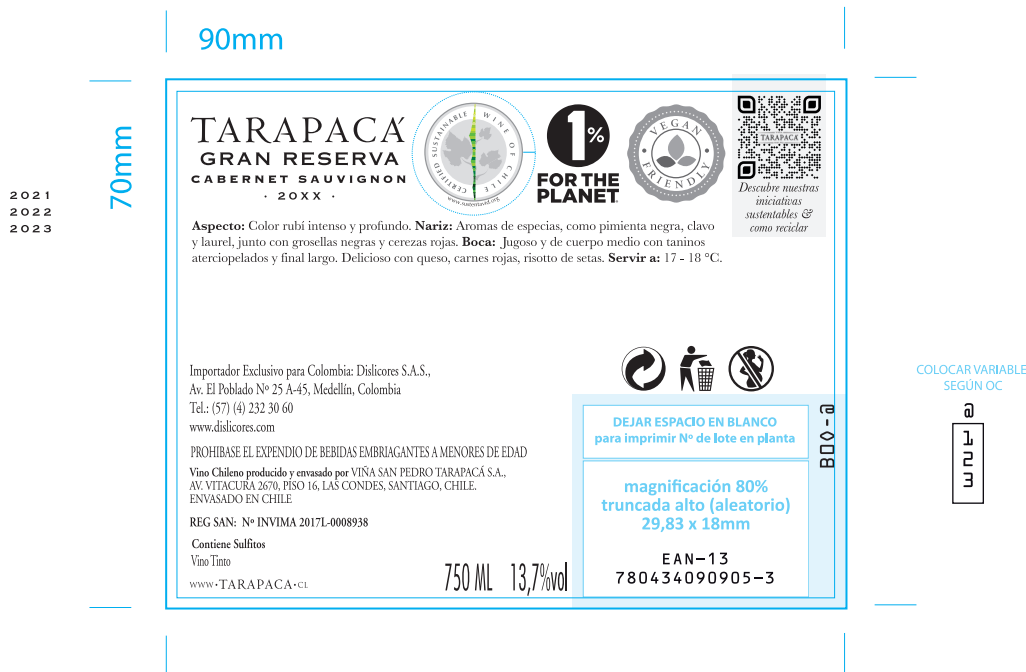 90mm
70mm
2021
2022
2023
TARAPACÁ
GRAN RESERVA
CABERNET SAUVIGNON
· 20XX ·
CERTIFIED SUSTAINABLE WINE OF CHILE
www.sustentavid.org
1%
FOR THE
PLANET
VEGAN
· FRIENDLY ·
TARAPACÁ
Descubre nuestras
iniciativas
sustentables &
como reciclar
Aspecto: Color rubí intenso y profundo. Nariz: Aromas de especias, como pimienta negra, clavo
y laurel, junto con grosellas negras y cerezas rojas. Boca: Jugoso y de cuerpo medio con taninos
aterciopelados y final largo. Delicioso con queso, carnes rojas, risotto de setas. Servir a: 17 - 18 °C.
Importador Exclusivo para Colombia: Dislicores S.A.S.,
Av. El Poblado Nº 25 A-45, Medellín, Colombia
Tel.: (57) (4) 232 30 60
www.dislicores.com
PROHIBASE EL EXPENDIO DE BEBIDAS EMBRIAGANTES A MENORES DE EDAD
Vino Chileno producido y envasado por VIÑA SAN PEDRO TARAPACÁ S.A.,
AV. VITACURA 2670, PISO 16, LAS CONDES, SANTIAGO, CHILE.
ENVASADO EN CHILE
REG SAN: Nº INVIMA 2017L-0008938
Contiene Sulfitos
Vino Tinto
WWW·TARAPACA·CL
750 ML 13,7%vol
DEJAR ESPACIO EN BLANCO
para imprimir Nº de lote en planta
magnificación 80%
truncada alto (aleatorio)
29,83 x 18mm
EAN-13
780434090905-3
COLOCAR VARIABLE
SEGÚN OC